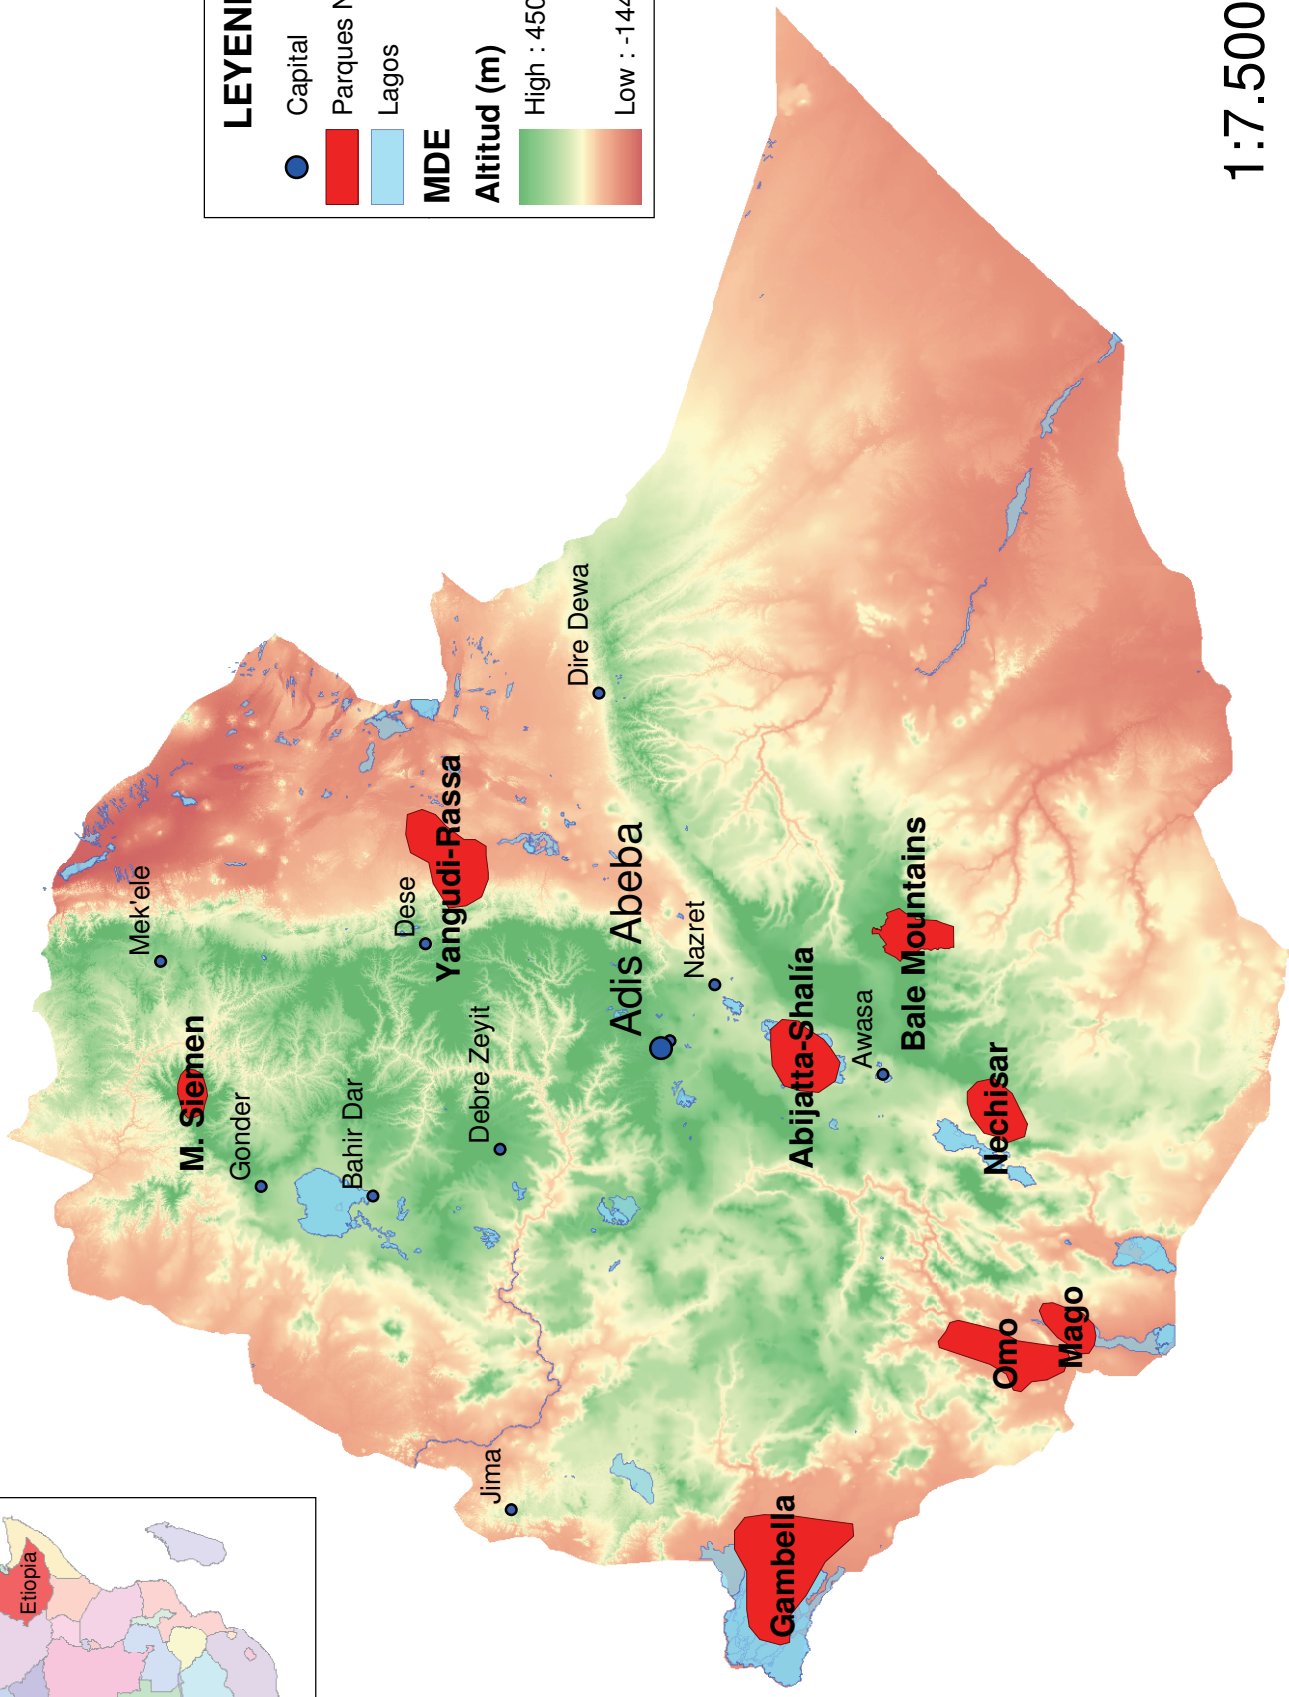 LEYEN
Capital
Parques N
Lagos
MDE
Altitud (m)
High : 450
Low : -144
Etiopia
Mek'ele
M. Siemen
Gonder
Bahir Dar
Dese
Yangudi-Rassa
Debre Zeyit
Jima
Dire Dewa
Adis Abeba
Nazret
Abijatta-Shalía
Awasa
Bale Mountains
Nechisar
Gambella
Omo
Mago
1:7.500